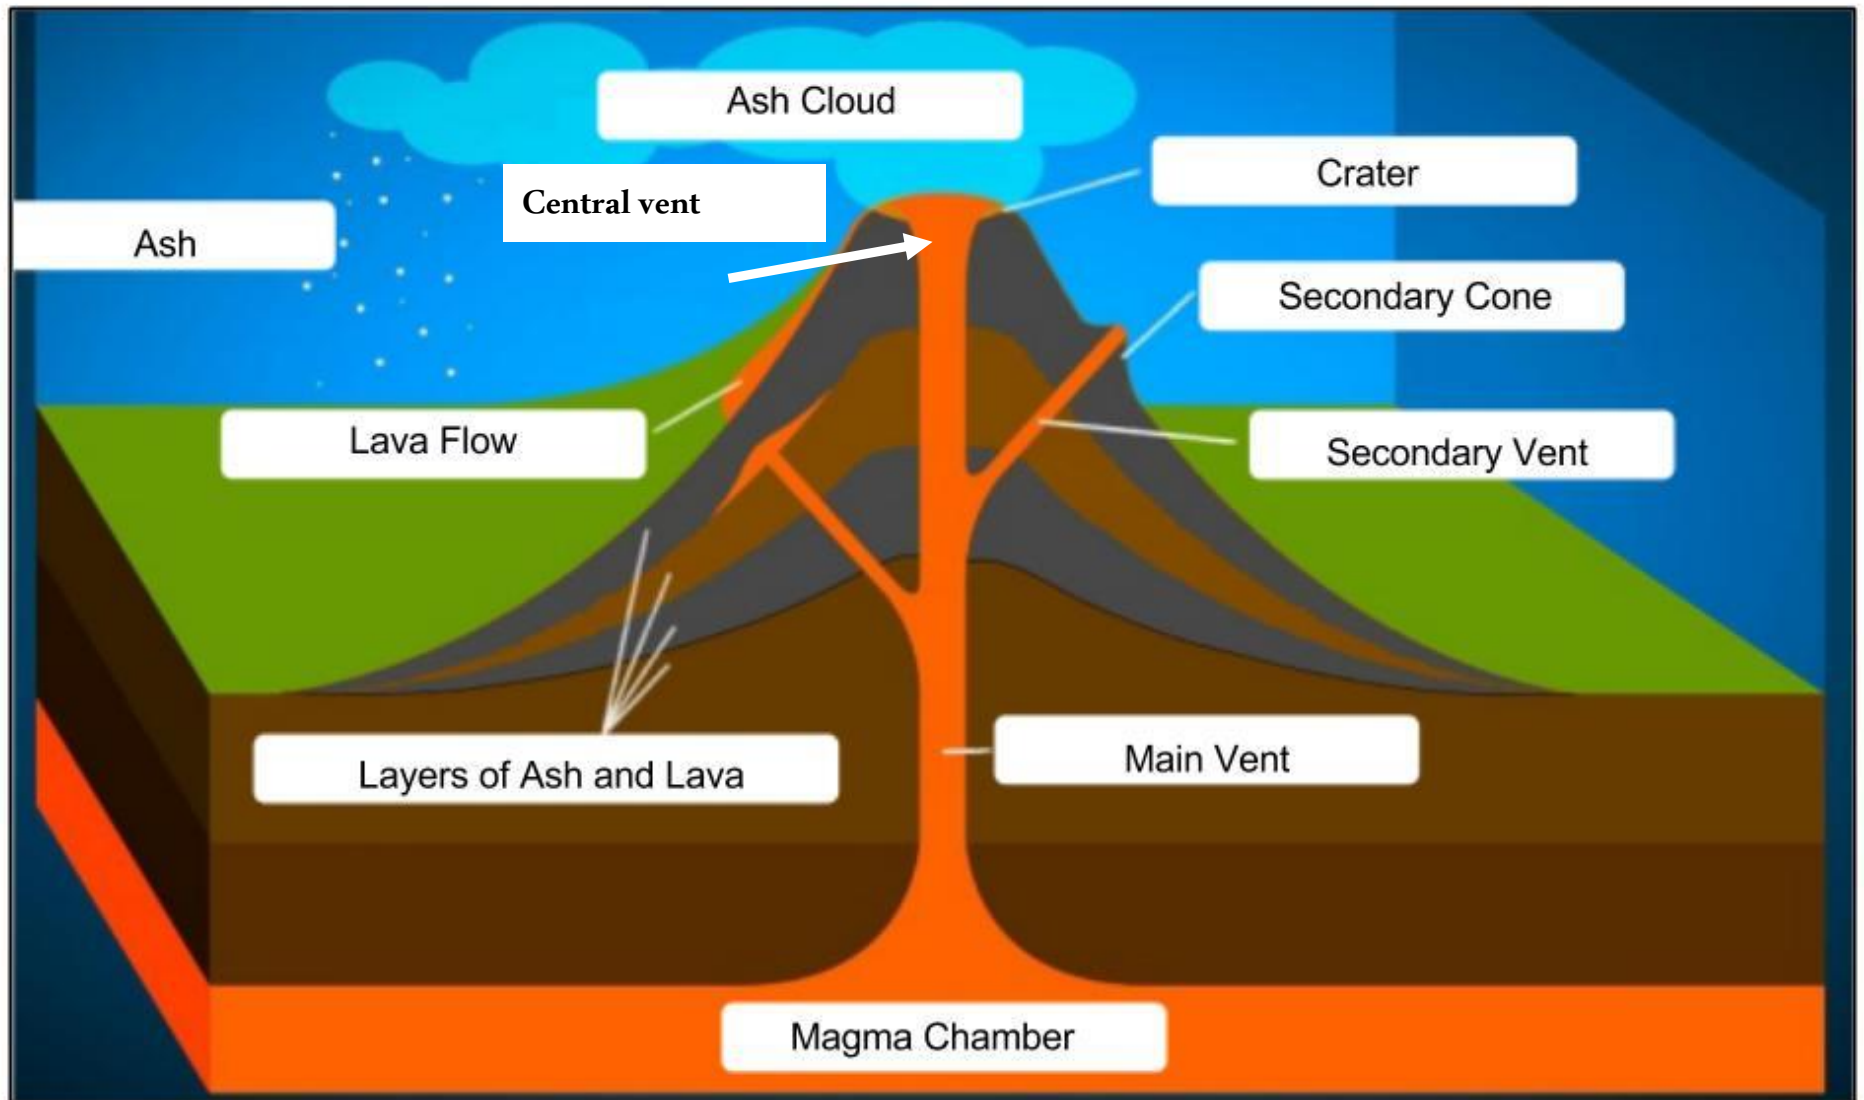 Ash Cloud
Crater
Central vent
Ash
Secondary Cone
Lava Flow
Secondary Vent
Layers of Ash and Lava
Main Vent
Magma Chamber